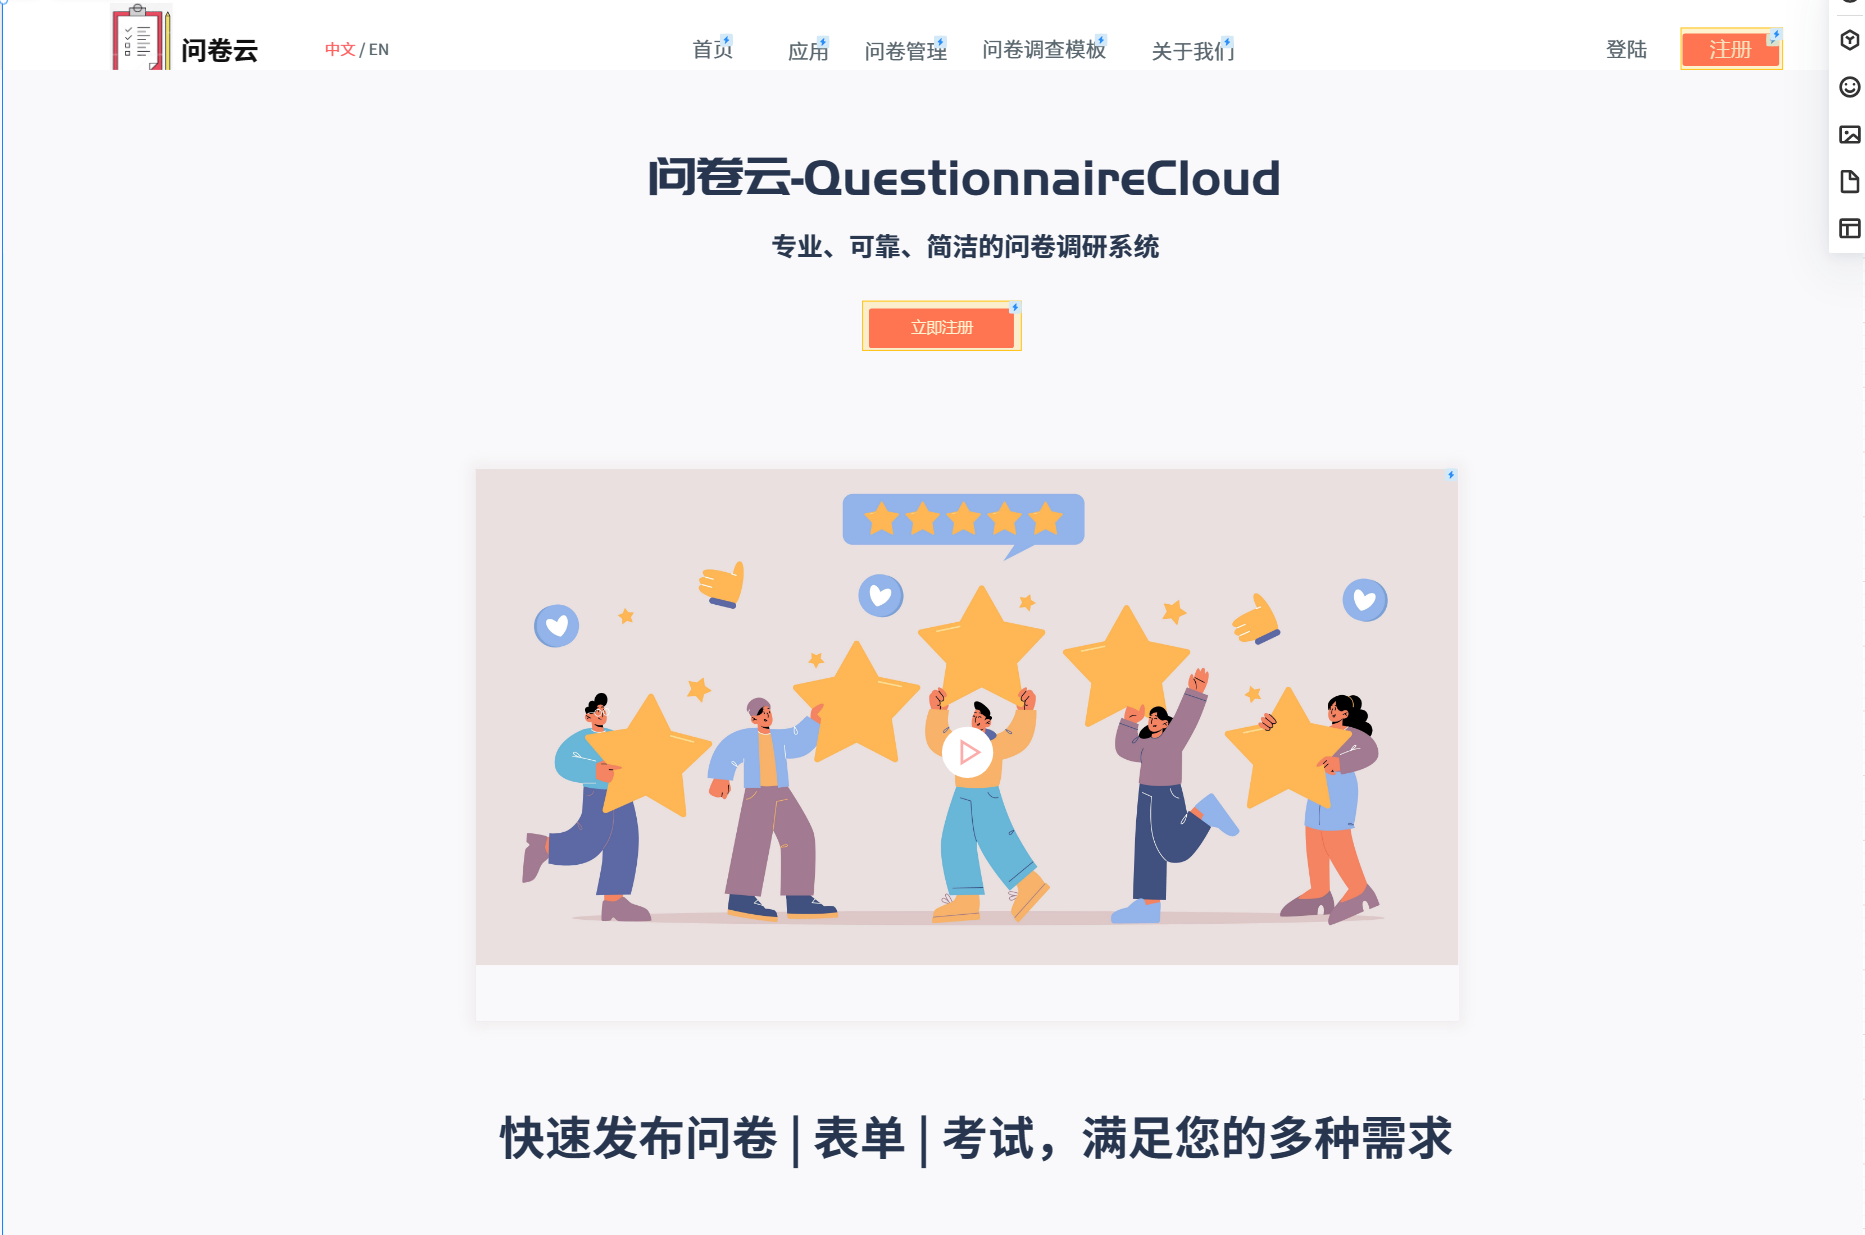 问卷云
中文 / EN
首页
应用
问卷管理
问卷调查模板
关于我们
登陆
注册
问卷云-QuestionnaireCloud
专业、可靠、简洁的问卷调研系统
立即注册
快速发布问卷 | 表单 | 考试，满足您的多种需求